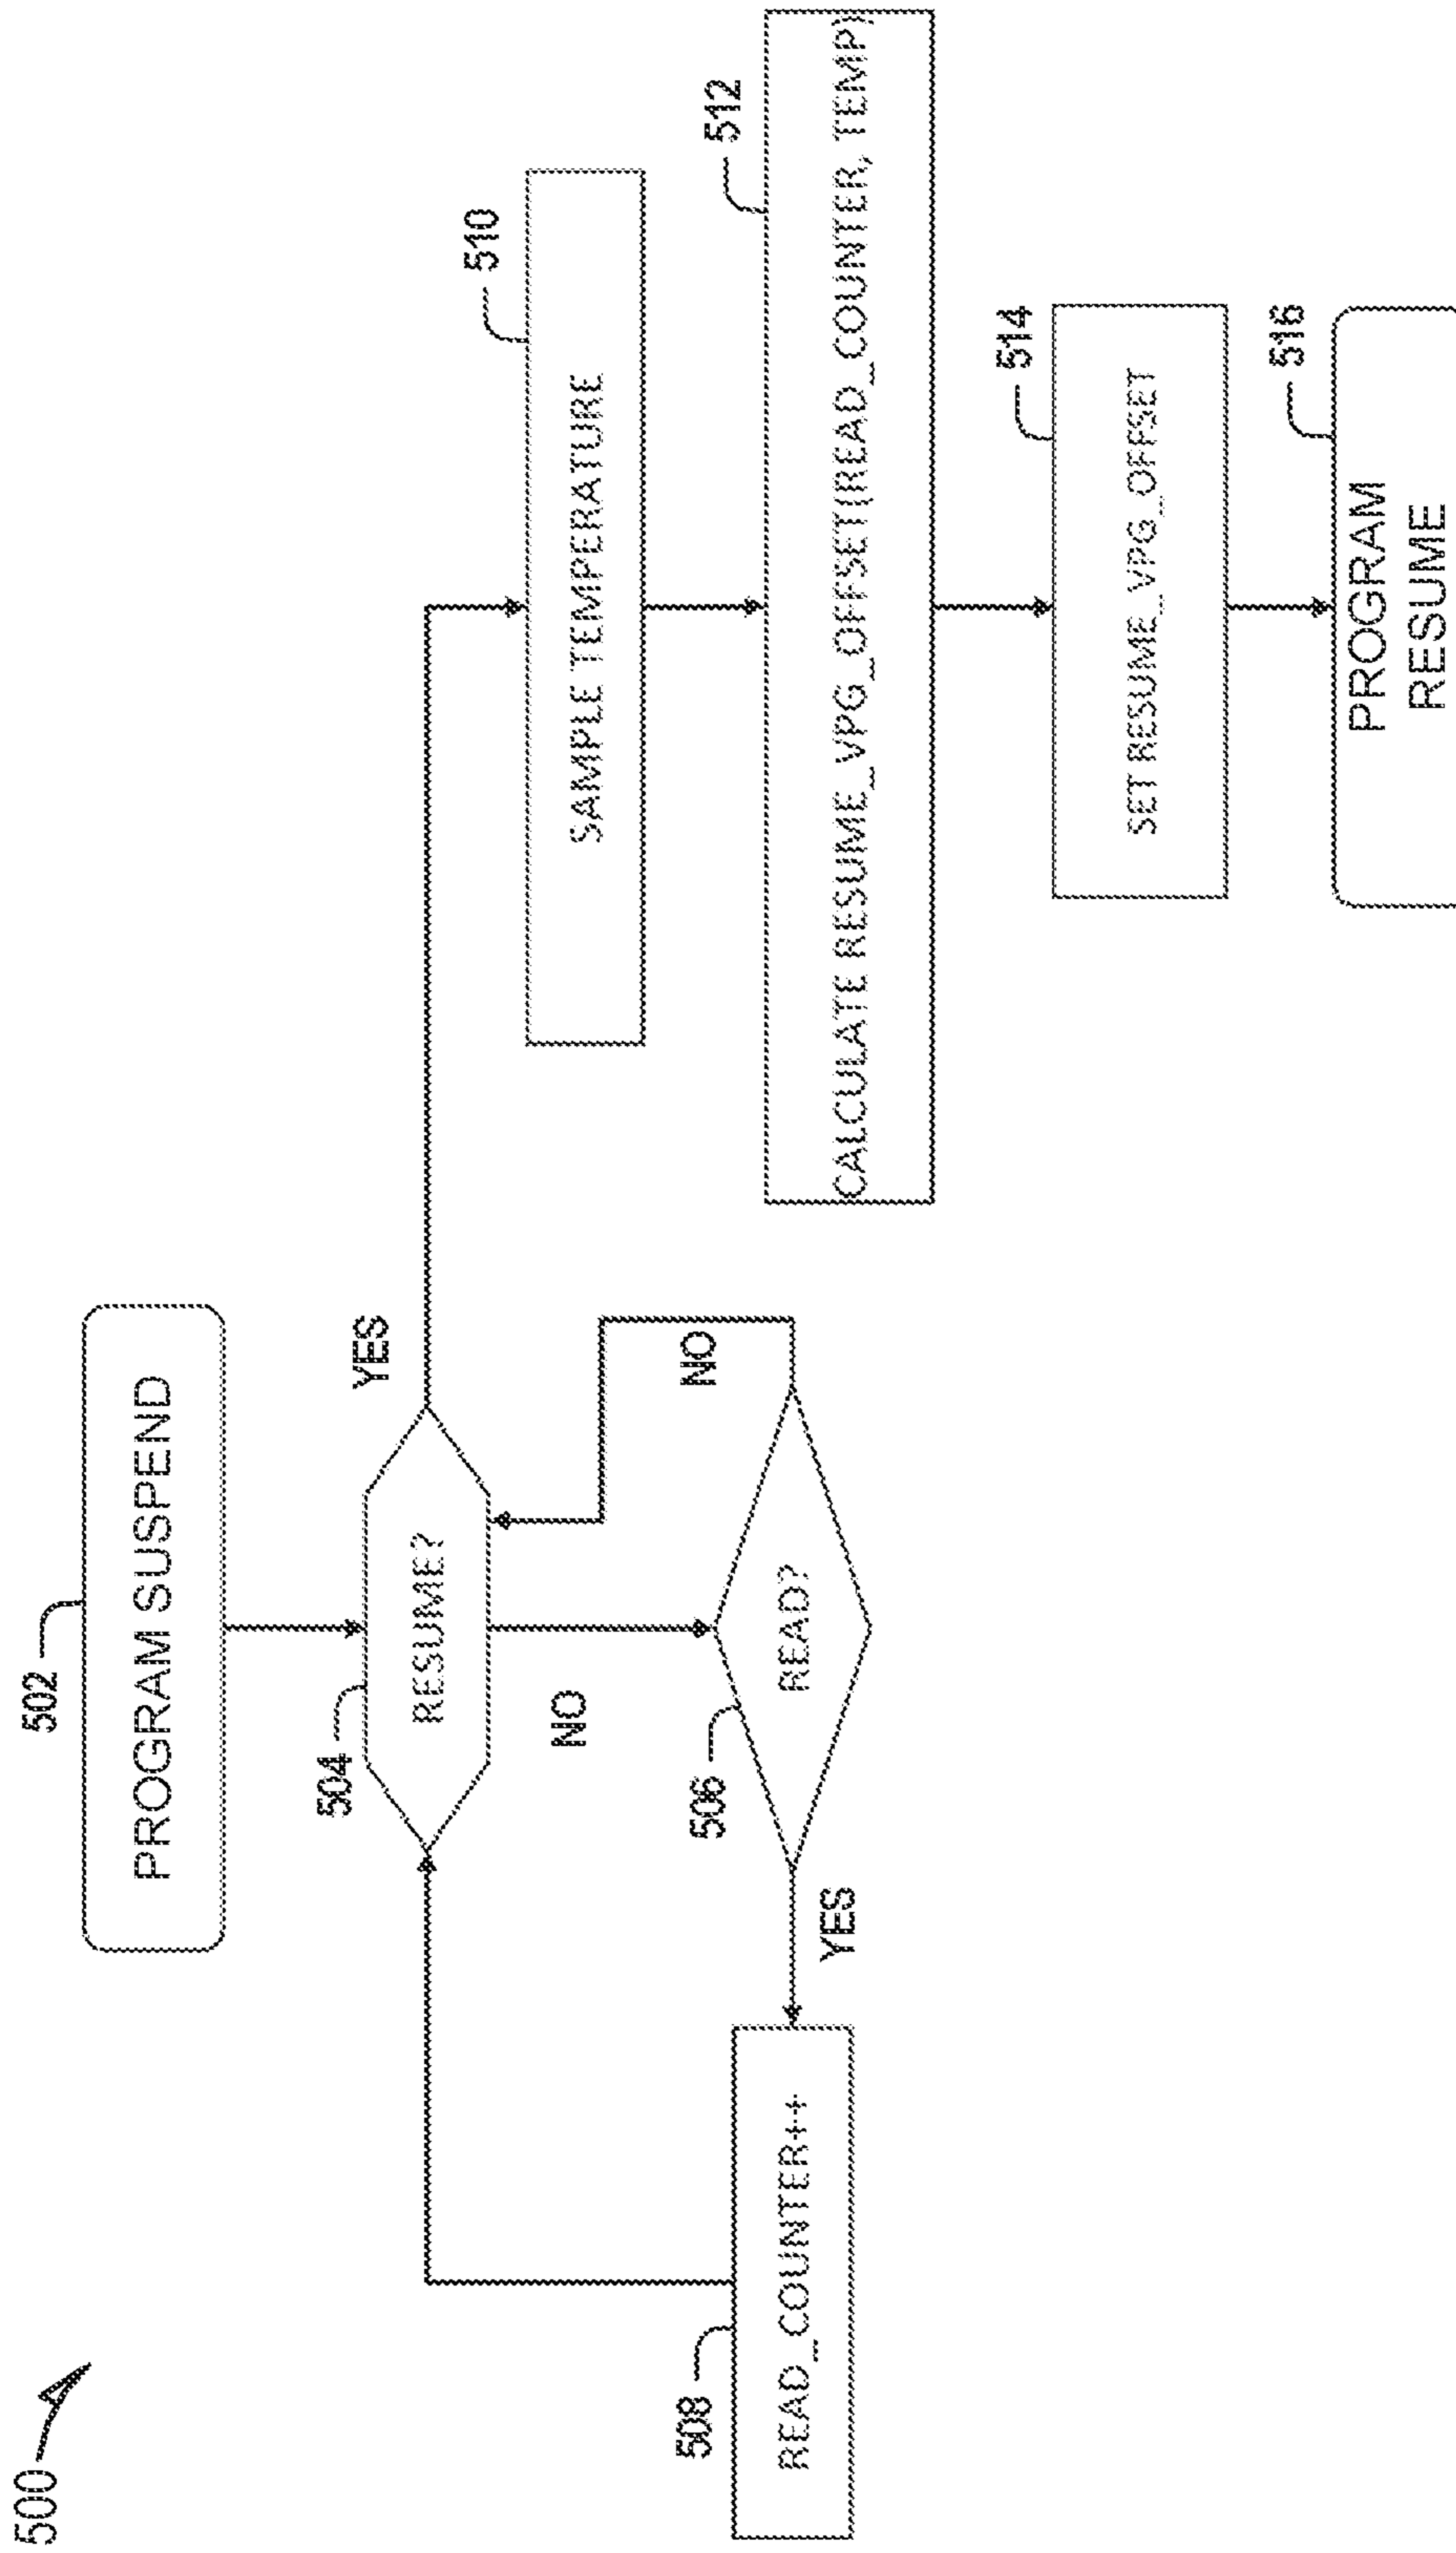 500
502
PROGRAM SUSPEND
504
RESUME?
YES
NO
506
READ?
NO
YES
508
READ_COUNTER++
510
SAMPLE TEMPERATURE
512
CALCULATE RESUME_VPG_OFFSET(READ_COUNTER, TEMP)
514
SET RESUME_VPG_OFFSET
516
PROGRAM
RESUME